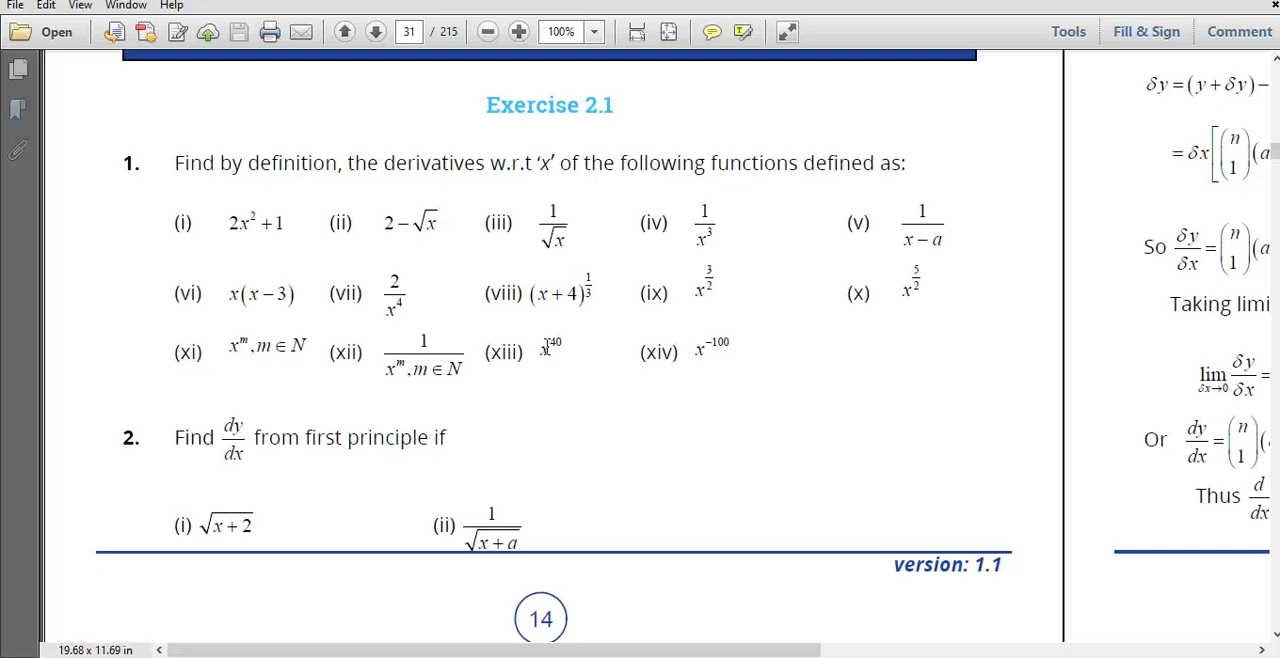 File Edit View Window Help
Open 31 / 215 100% Tools Fill & Sign Comment
Exercise 2.1
1. Find by definition, the derivatives w.r.t ‘x’ of the following functions defined as:
(i) 2x² + 1 (ii) 2 − √x (iii) 1/√x (iv) 1/x³ (v) 1/(x − a)
(vi) x(x − 3) (vii) 2/x⁴ (viii) (x + 4)^(1/3) (ix) x^(3/2) (x) x^(5/2)
(xi) x^m, m ∈ N (xii) 1/x^m, m ∈ N (xiii) x^40 (xiv) x^−100
2. Find dy/dx from first principle if
(i) √(x + 2) (ii) 1/√(x + a)
version: 1.1
14
δy = (y + δy) −
= δx[(n 1)(a
So δy/δx = (n 1)(a
Taking limi
lim δx→0 δy/δx =
Or dy/dx = (n 1)(
Thus d/dx
19.68 x 11.69 in